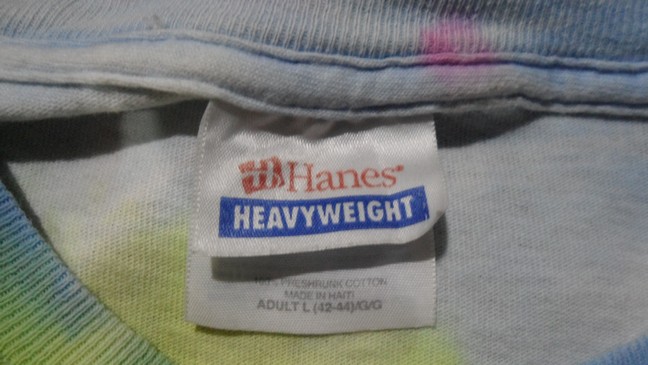 Hanes®
HEAVYWEIGHT
PRESHRUNK COTTON
MADE IN HAITI
ADULT L (42-44)/G/G